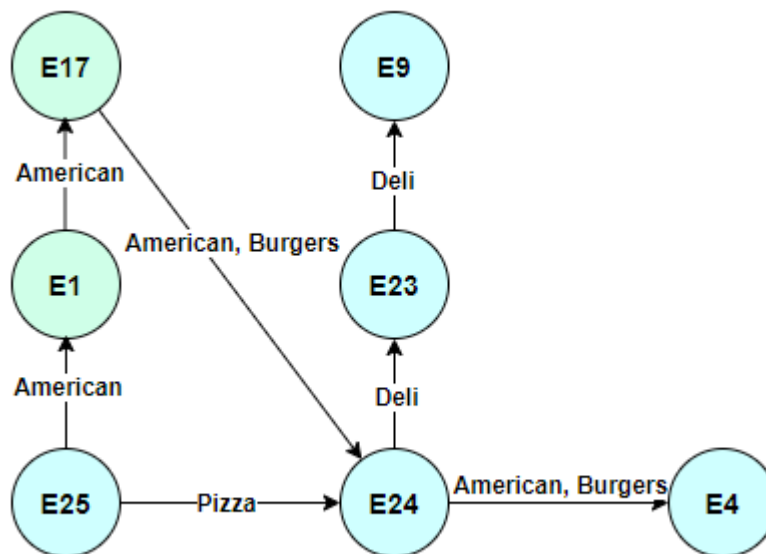 E17
E9
American
Deli
American, Burgers
E1
E23
American
Deli
E25
Pizza
E24
American, Burgers
E4